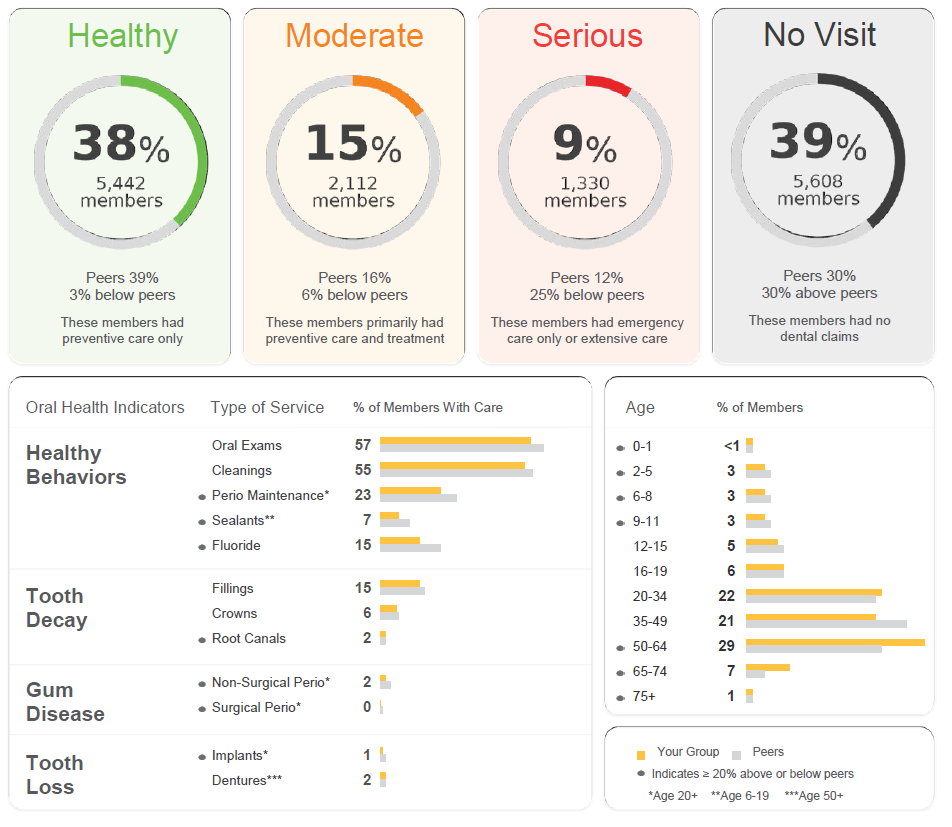 Healthy
38%
5,442
members
Peers 39%
3% below peers
These members had
preventive care only
Moderate
15%
2,112
members
Peers 16%
6% below peers
These members primarily had
preventive care and treatment
Serious
9%
1,330
members
Peers 12%
25% below peers
These members had emergency
care only or extensive care
No Visit
39%
5,608
members
Peers 30%
30% above peers
These members had no
dental claims
Oral Health Indicators Type of Service % of Members With Care
Healthy
Behaviors
Oral Exams 57
Cleanings 55
Perio Maintenance* 23
Sealants** 7
Fluoride 15
Tooth
Decay
Fillings 15
Crowns 6
Root Canals 2
Gum
Disease
Non-Surgical Perio* 2
Surgical Perio* 0
Tooth
Loss
Implants* 1
Dentures*** 2
Age % of Members
0-1 <1
2-5 3
6-8 3
9-11 3
12-15 5
16-19 6
20-34 22
35-49 21
50-64 29
65-74 7
75+ 1
Your Group Peers
Indicates ≥ 20% above or below peers
*Age 20+ **Age 6-19 ***Age 50+